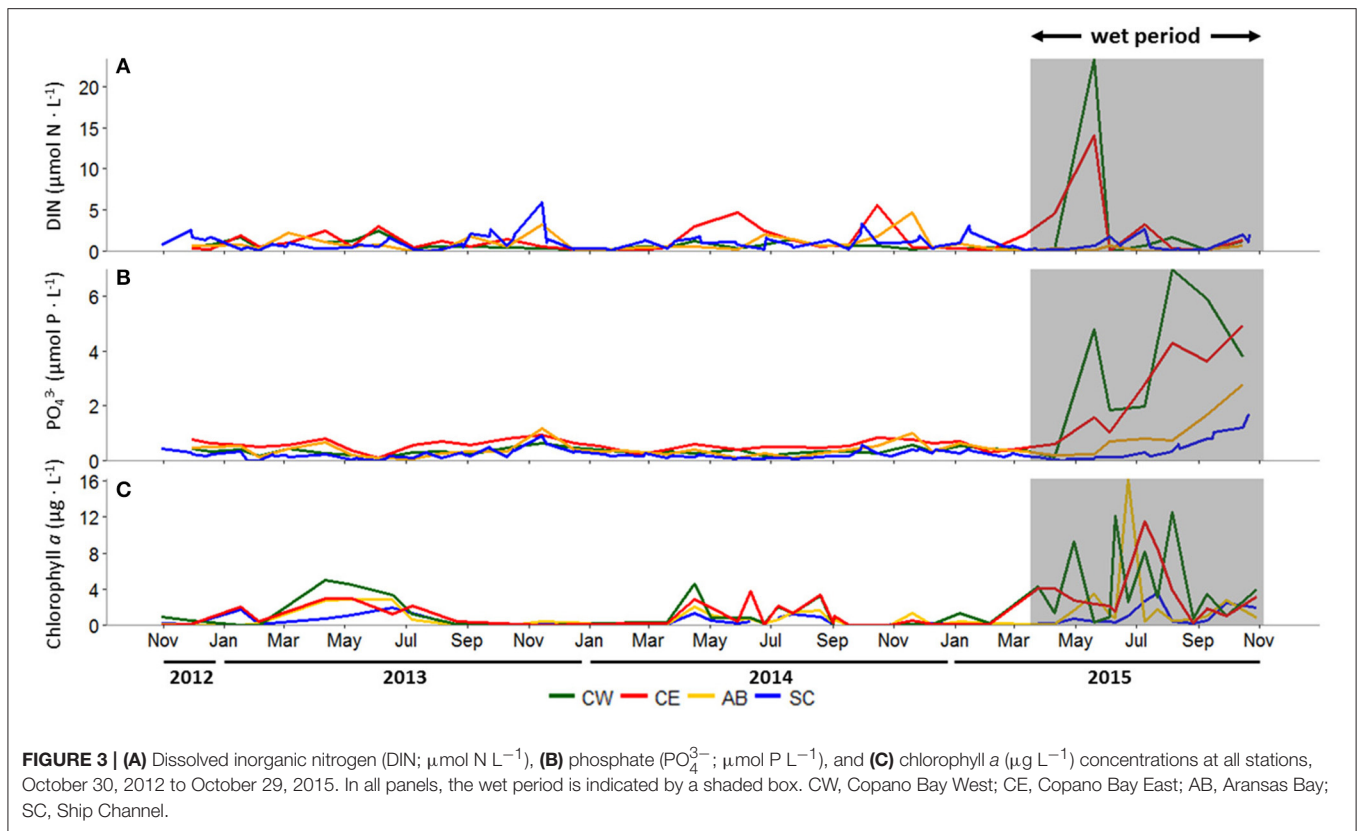 wet period
A
DIN (µmol N · L⁻¹)
20
15
10
5
0
B
PO₄³⁻ (µmol P · L⁻¹)
6
4
2
0
C
Chlorophyll a (µg · L⁻¹)
16
12
8
4
0
Nov Jan Mar May Jul Sep Nov Jan Mar May Jul Sep Nov Jan Mar May Jul Sep Nov
2012 2013 2014 2015
CW CE AB SC
FIGURE 3 | (A) Dissolved inorganic nitrogen (DIN; µmol N L⁻¹), (B) phosphate (PO₄³⁻; µmol P L⁻¹), and (C) chlorophyll a (µg L⁻¹) concentrations at all stations,
October 30, 2012 to October 29, 2015. In all panels, the wet period is indicated by a shaded box. CW, Copano Bay West; CE, Copano Bay East; AB, Aransas Bay;
SC, Ship Channel.